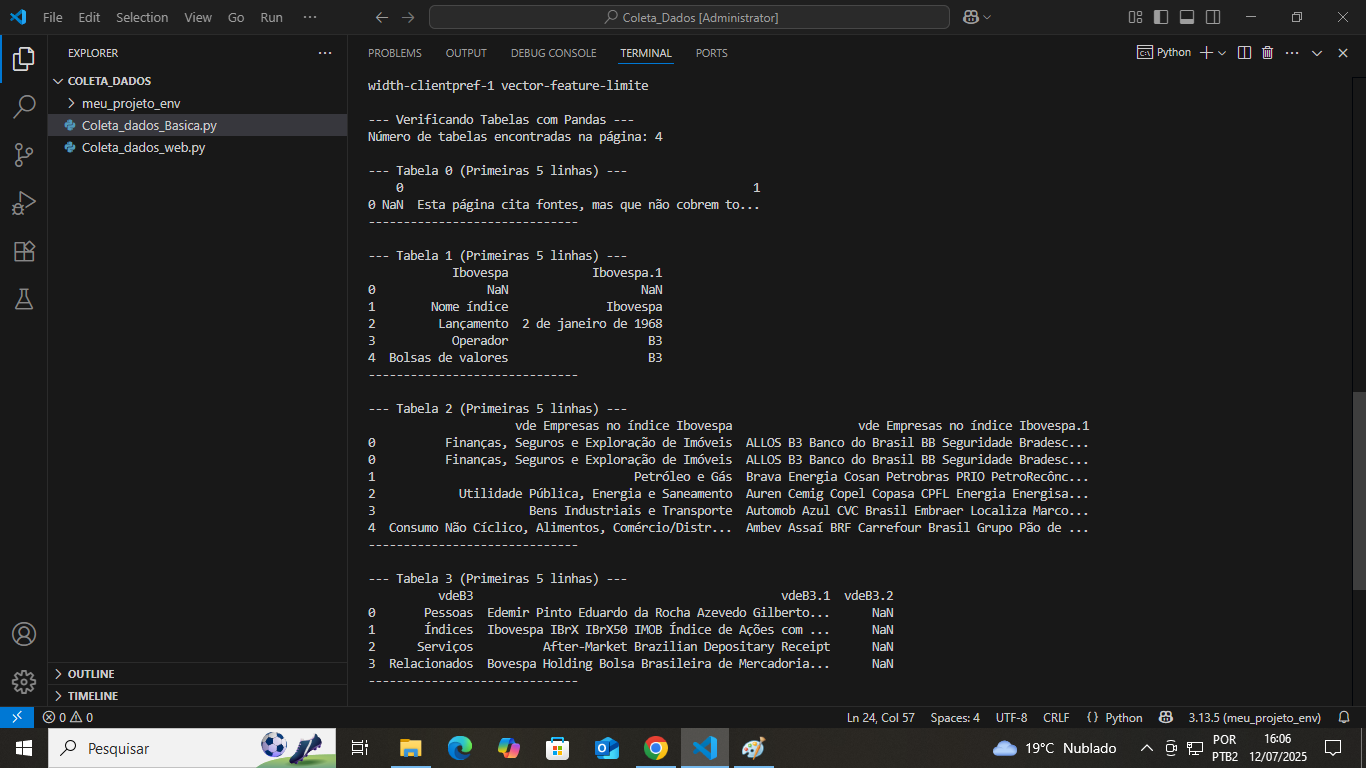 File Edit Selection View Go Run ··· Coleta_Dados [Administrator]
EXPLORER
COLETA_DADOS
meu_projeto_env
Coleta_dados_Basica.py
Coleta_dados_web.py
OUTLINE
TIMELINE
PROBLEMS OUTPUT DEBUG CONSOLE TERMINAL PORTS Python
width-clientpref-1 vector-feature-limite
--- Verificando Tabelas com Pandas ---
Número de tabelas encontradas na página: 4
--- Tabela 0 (Primeiras 5 linhas) ---
0 1
0 NaN Esta página cita fontes, mas que não cobrem to...
------------------------------
--- Tabela 1 (Primeiras 5 linhas) ---
Ibovespa Ibovespa.1
0 NaN NaN
1 Nome índice Ibovespa
2 Lançamento 2 de janeiro de 1968
3 Operador B3
4 Bolsas de valores B3
------------------------------
--- Tabela 2 (Primeiras 5 linhas) ---
vde Empresas no índice Ibovespa vde Empresas no índice Ibovespa.1
0 Finanças, Seguros e Exploração de Imóveis ALLOS B3 Banco do Brasil BB Seguridade Bradesc...
0 Finanças, Seguros e Exploração de Imóveis ALLOS B3 Banco do Brasil BB Seguridade Bradesc...
1 Petróleo e Gás Brava Energia Cosan Petrobras PRIO PetroRecônc...
2 Utilidade Pública, Energia e Saneamento Auren Cemig Copel Copasa CPFL Energia Energisa...
3 Bens Industriais e Transporte Automob Azul CVC Brasil Embraer Localiza Marco...
4 Consumo Não Cíclico, Alimentos, Comércio/Distr... Ambev Assaí BRF Carrefour Brasil Grupo Pão de ...
------------------------------
--- Tabela 3 (Primeiras 5 linhas) ---
vdeB3 vdeB3.1 vdeB3.2
0 Pessoas Edemir Pinto Eduardo da Rocha Azevedo Gilberto... NaN
1 Índices Ibovespa IBrX IBrX50 IMOB Índice de Ações com ... NaN
2 Serviços After-Market Brazilian Depositary Receipt NaN
3 Relacionados Bovespa Holding Bolsa Brasileira de Mercadoria... NaN
------------------------------
0 0 Ln 24, Col 57 Spaces: 4 UTF-8 CRLF {} Python 3.13.5 (meu_projeto_env)
Pesquisar 19°C Nublado POR 16:06
PTB2 12/07/2025